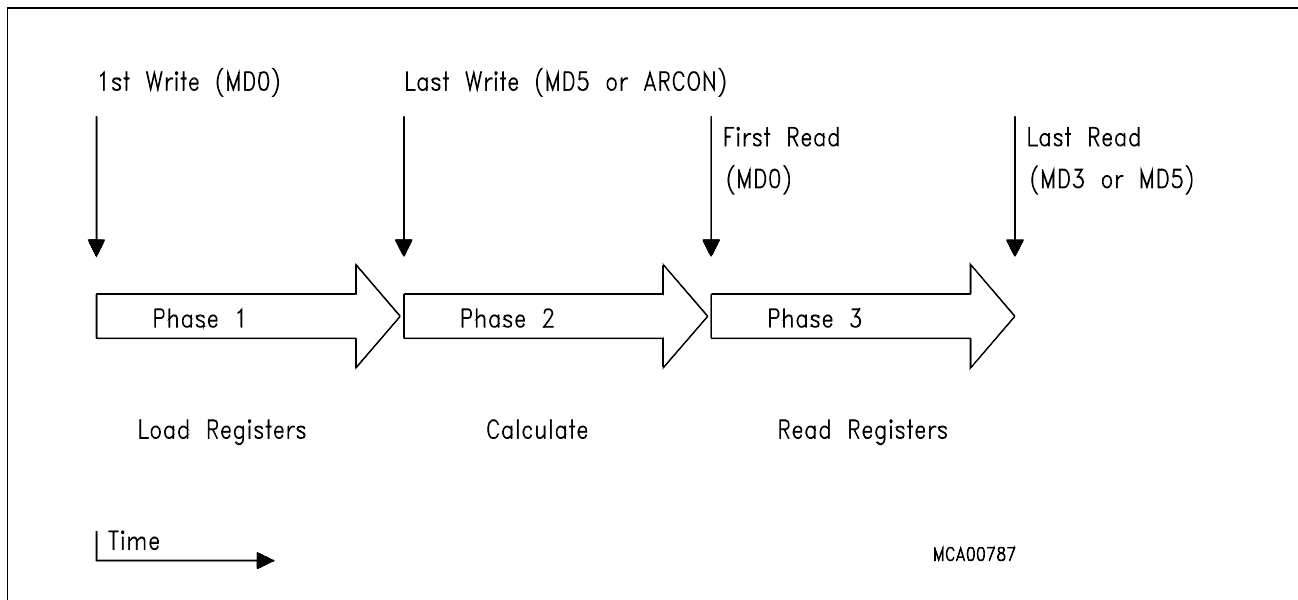 1st Write (MD0)
Last Write (MD5 or ARCON)
First Read
(MD0)
Last Read
(MD3 or MD5)
Phase 1
Phase 2
Phase 3
Load Registers
Calculate
Read Registers
Time
MCA00787